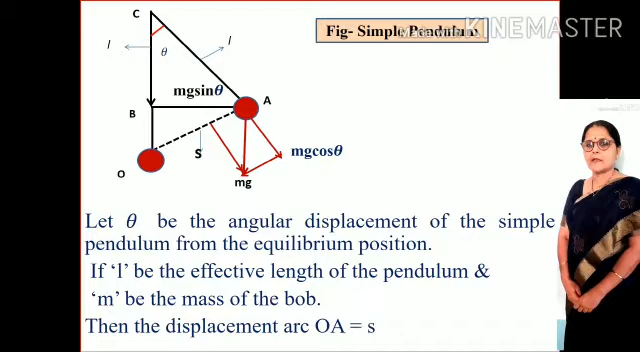 C
Fig- Simple Pendulum
KINEMASTER
l
l
θ
mgsinθ
A
B
mgcosθ
S
O
mg
Let θ be the angular displacement of the simple
pendulum from the equilibrium position.
If ‘l’ be the effective length of the pendulum &
‘m’ be the mass of the bob.
Then the displacement arc OA = s